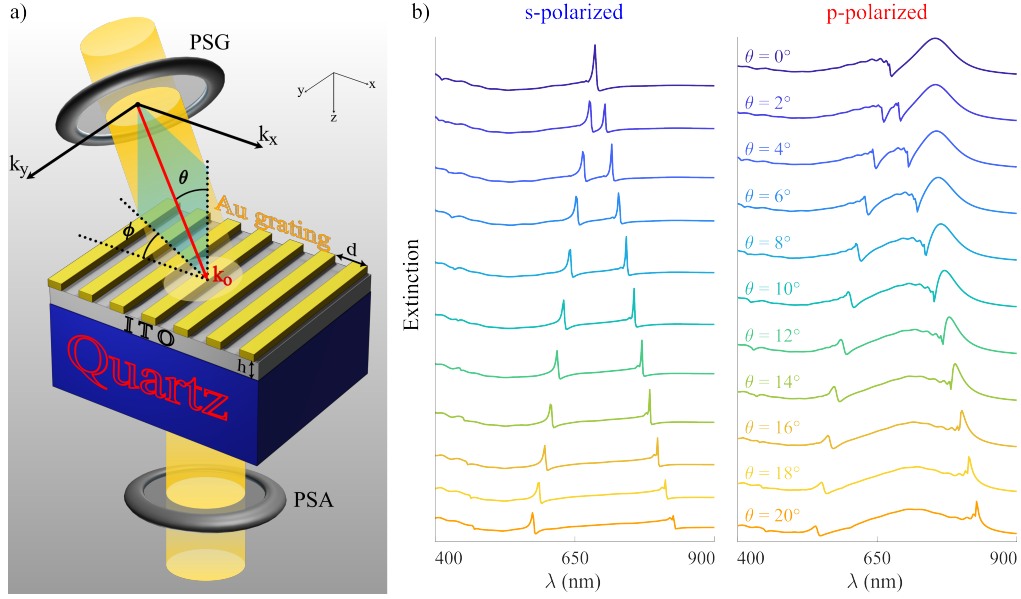 a)
PSG
y
x
z
k_x
k_y
θ
Au grating
ϕ
d
k_o
ITO
h
Quartz
PSA
b)
s-polarized
p-polarized
Extinction
θ = 0°
θ = 2°
θ = 4°
θ = 6°
θ = 8°
θ = 10°
θ = 12°
θ = 14°
θ = 16°
θ = 18°
θ = 20°
400 650 900
λ (nm)
400 650 900
λ (nm)